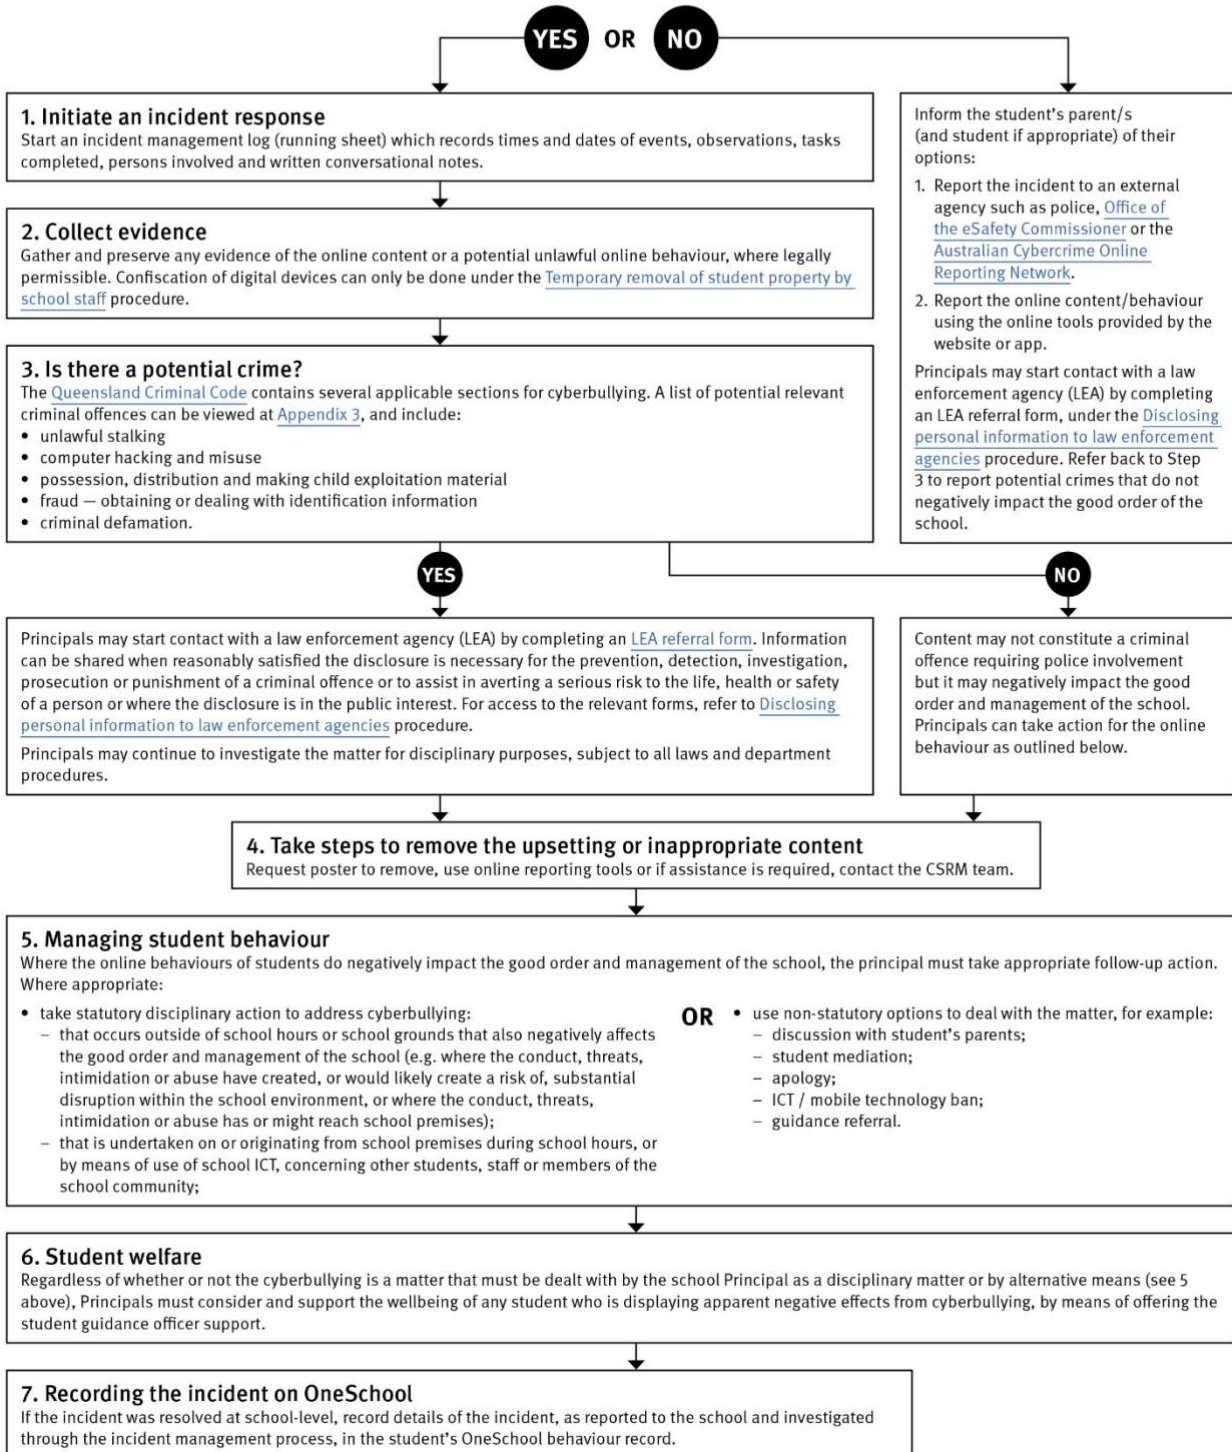 YES OR NO
1. Initiate an incident response
Start an incident management log (running sheet) which records times and dates of events, observations, tasks
completed, persons involved and written conversational notes.
2. Collect evidence
Gather and preserve any evidence of the online content or a potential unlawful online behaviour, where legally
permissible. Confiscation of digital devices can only be done under the Temporary removal of student property by
school staff procedure.
3. Is there a potential crime?
The Queensland Criminal Code contains several applicable sections for cyberbullying. A list of potential relevant
criminal offences can be viewed at Appendix 3, and include:
• unlawful stalking
• computer hacking and misuse
• possession, distribution and making child exploitation material
• fraud — obtaining or dealing with identification information
• criminal defamation.
Inform the student's parent/s
(and student if appropriate) of their
options:
1. Report the incident to an external
agency such as police, Office of
the eSafety Commissioner or the
Australian Cybercrime Online
Reporting Network.
2. Report the online content/behaviour
using the online tools provided by the
website or app.
Principals may start contact with a law
enforcement agency (LEA) by completing
an LEA referral form, under the Disclosing
personal information to law enforcement
agencies procedure. Refer back to Step
3 to report potential crimes that do not
negatively impact the good order of the
school.
YES
NO
Principals may start contact with a law enforcement agency (LEA) by completing an LEA referral form. Information
can be shared when reasonably satisfied the disclosure is necessary for the prevention, detection, investigation,
prosecution or punishment of a criminal offence or to assist in averting a serious risk to the life, health or safety
of a person or where the disclosure is in the public interest. For access to the relevant forms, refer to Disclosing
personal information to law enforcement agencies procedure.
Principals may continue to investigate the matter for disciplinary purposes, subject to all laws and department
procedures.
Content may not constitute a criminal
offence requiring police involvement
but it may negatively impact the good
order and management of the school.
Principals can take action for the online
behaviour as outlined below.
4. Take steps to remove the upsetting or inappropriate content
Request poster to remove, use online reporting tools or if assistance is required, contact the CSRM team.
5. Managing student behaviour
Where the online behaviours of students do negatively impact the good order and management of the school, the principal must take appropriate follow-up action.
Where appropriate:
• take statutory disciplinary action to address cyberbullying:
– that occurs outside of school hours or school grounds that also negatively affects
the good order and management of the school (e.g. where the conduct, threats,
intimidation or abuse have created, or would likely create a risk of, substantial
disruption within the school environment, or where the conduct, threats,
intimidation or abuse has or might reach school premises);
– that is undertaken on or originating from school premises during school hours, or
by means of use of school ICT, concerning other students, staff or members of the
school community;
OR
• use non-statutory options to deal with the matter, for example:
– discussion with student's parents;
– student mediation;
– apology;
– ICT / mobile technology ban;
– guidance referral.
6. Student welfare
Regardless of whether or not the cyberbullying is a matter that must be dealt with by the school Principal as a disciplinary matter or by alternative means (see 5
above), Principals must consider and support the wellbeing of any student who is displaying apparent negative effects from cyberbullying, by means of offering the
student guidance officer support.
7. Recording the incident on OneSchool
If the incident was resolved at school-level, record details of the incident, as reported to the school and investigated
through the incident management process, in the student's OneSchool behaviour record.